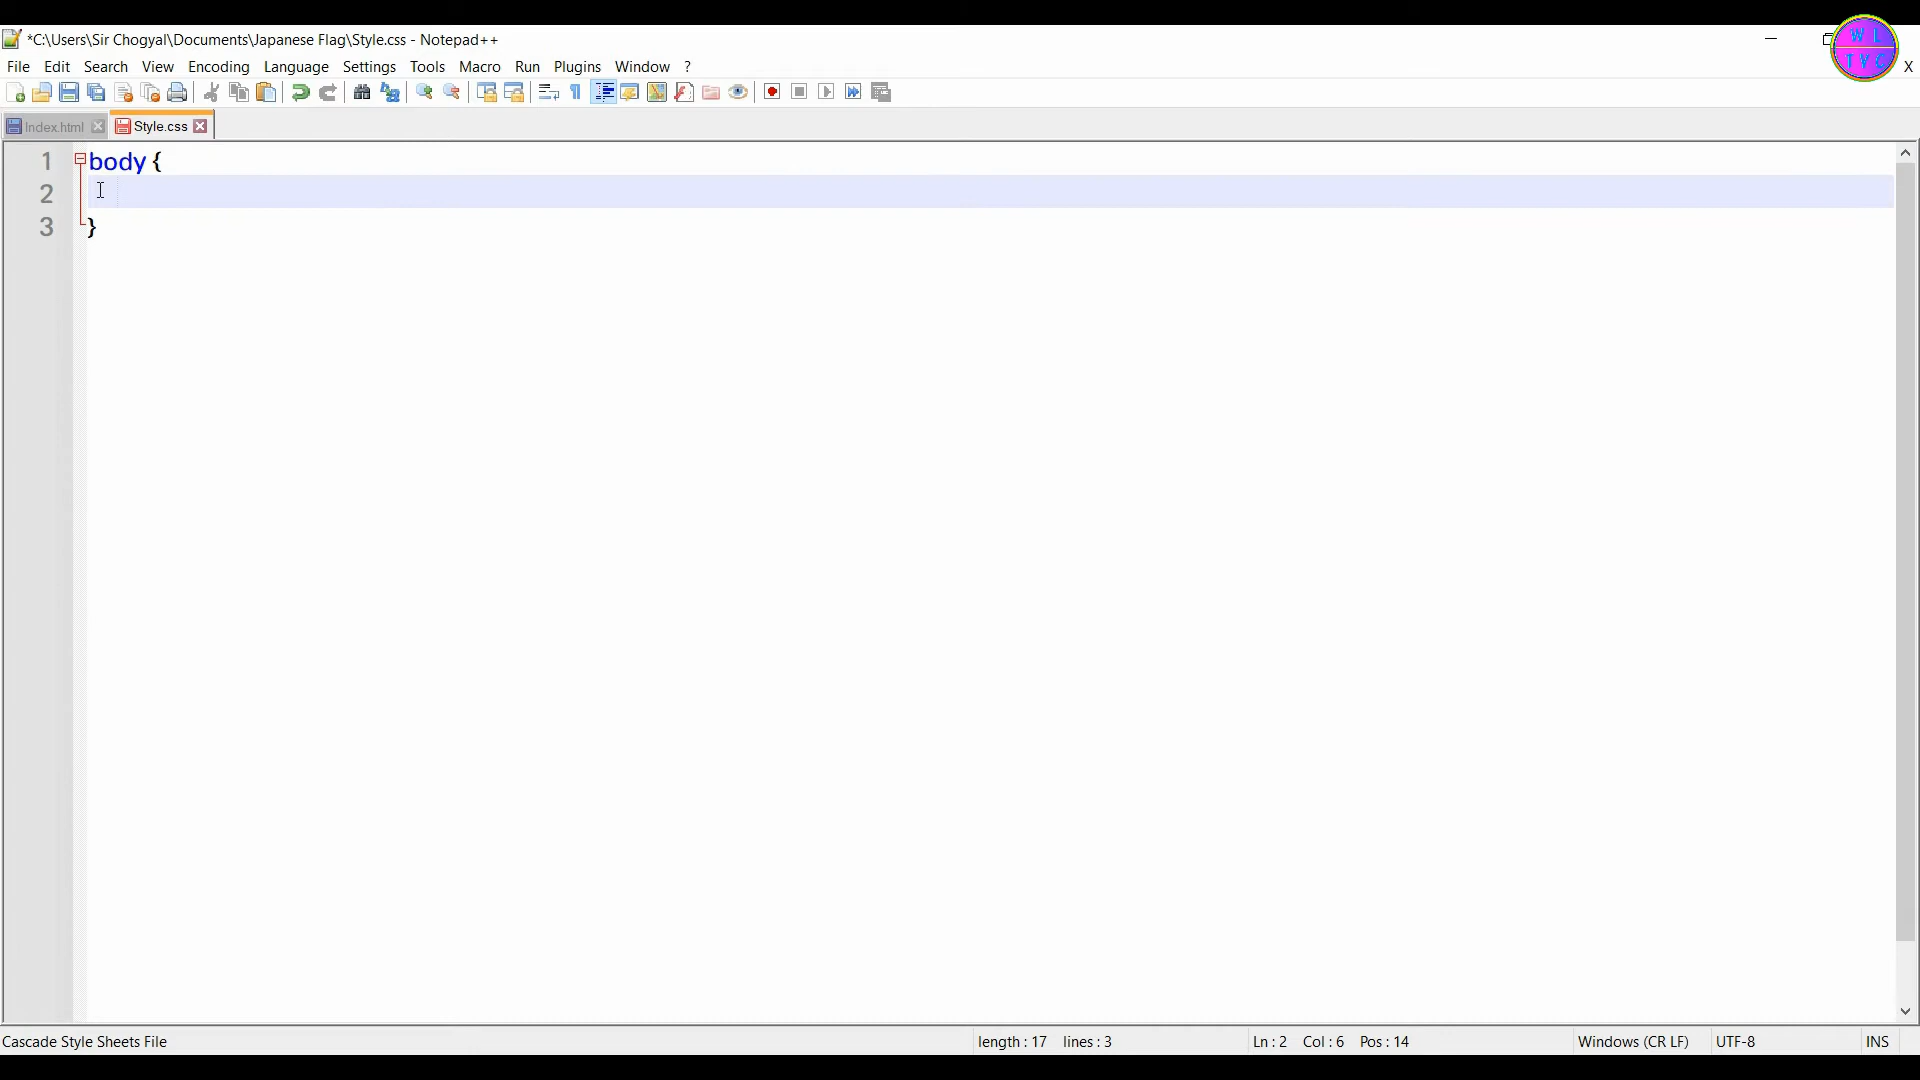 *C:\Users\Sir Chogyal\Documents\Japanese Flag\Style.css - Notepad++
W L
T V C
File Edit Search View Encoding Language Settings Tools Macro Run Plugins Window ? X
Index.html Style.css
1 body {
2
3 }
Cascade Style Sheets File length : 17 lines : 3 Ln : 2 Col : 6 Pos : 14 Windows (CR LF) UTF-8 INS